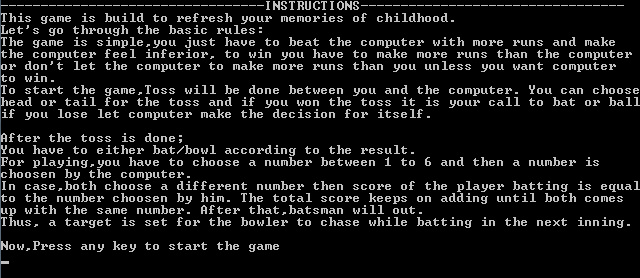 --------------------------------------INSTRUCTIONS--------------------------------------
This game is build to refresh your memories of childhood.
Let's go through the basic rules:
The game is simple,you just have to beat the computer with more runs and make
the computer feel inferior, to win you have to make more runs than the computer
or don't let the computer to make more runs than you unless you want computer
to win.
To start the game,Toss will be done between you and the computer. You can choose
head or tail for the toss and if you won the toss it is your call to bat or ball
if you lose let computer make the decision for itself.
After the toss is done;
You have to either bat/bowl according to the result.
For playing,you have to choose a number between 1 to 6 and then a number is
choosen by the computer.
In case,both choose a different number then score of the player batting is equal
to the number choosen by him. The total score keeps on adding until both comes
up with the same number. After that,batsman will out.
Thus, a target is set for the bowler to chase while batting in the next inning.
Now,Press any key to start the game